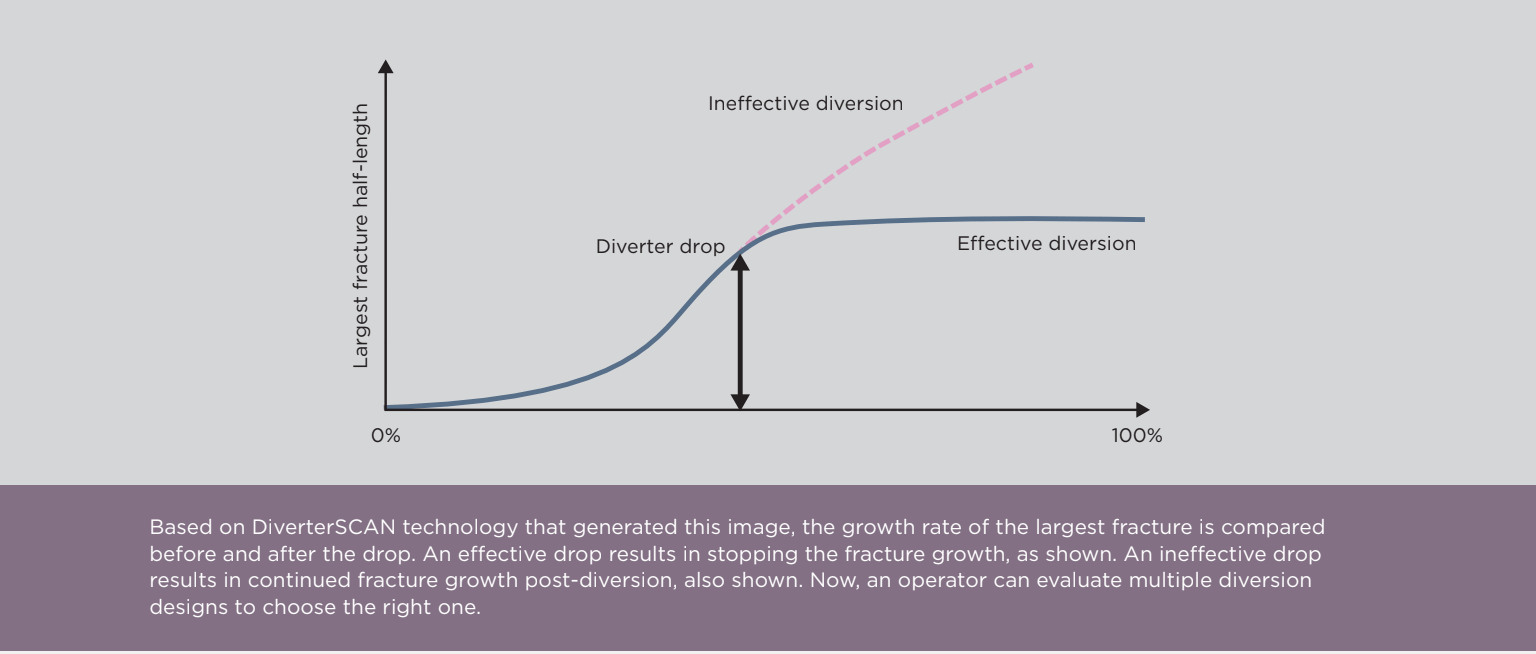 Ineffective diversion
Largest fracture half-length
Diverter drop
Effective diversion
0%
100%
Based on DiverterSCAN technology that generated this image, the growth rate of the largest fracture is compared
before and after the drop. An effective drop results in stopping the fracture growth, as shown. An ineffective drop
results in continued fracture growth post-diversion, also shown. Now, an operator can evaluate multiple diversion
designs to choose the right one.